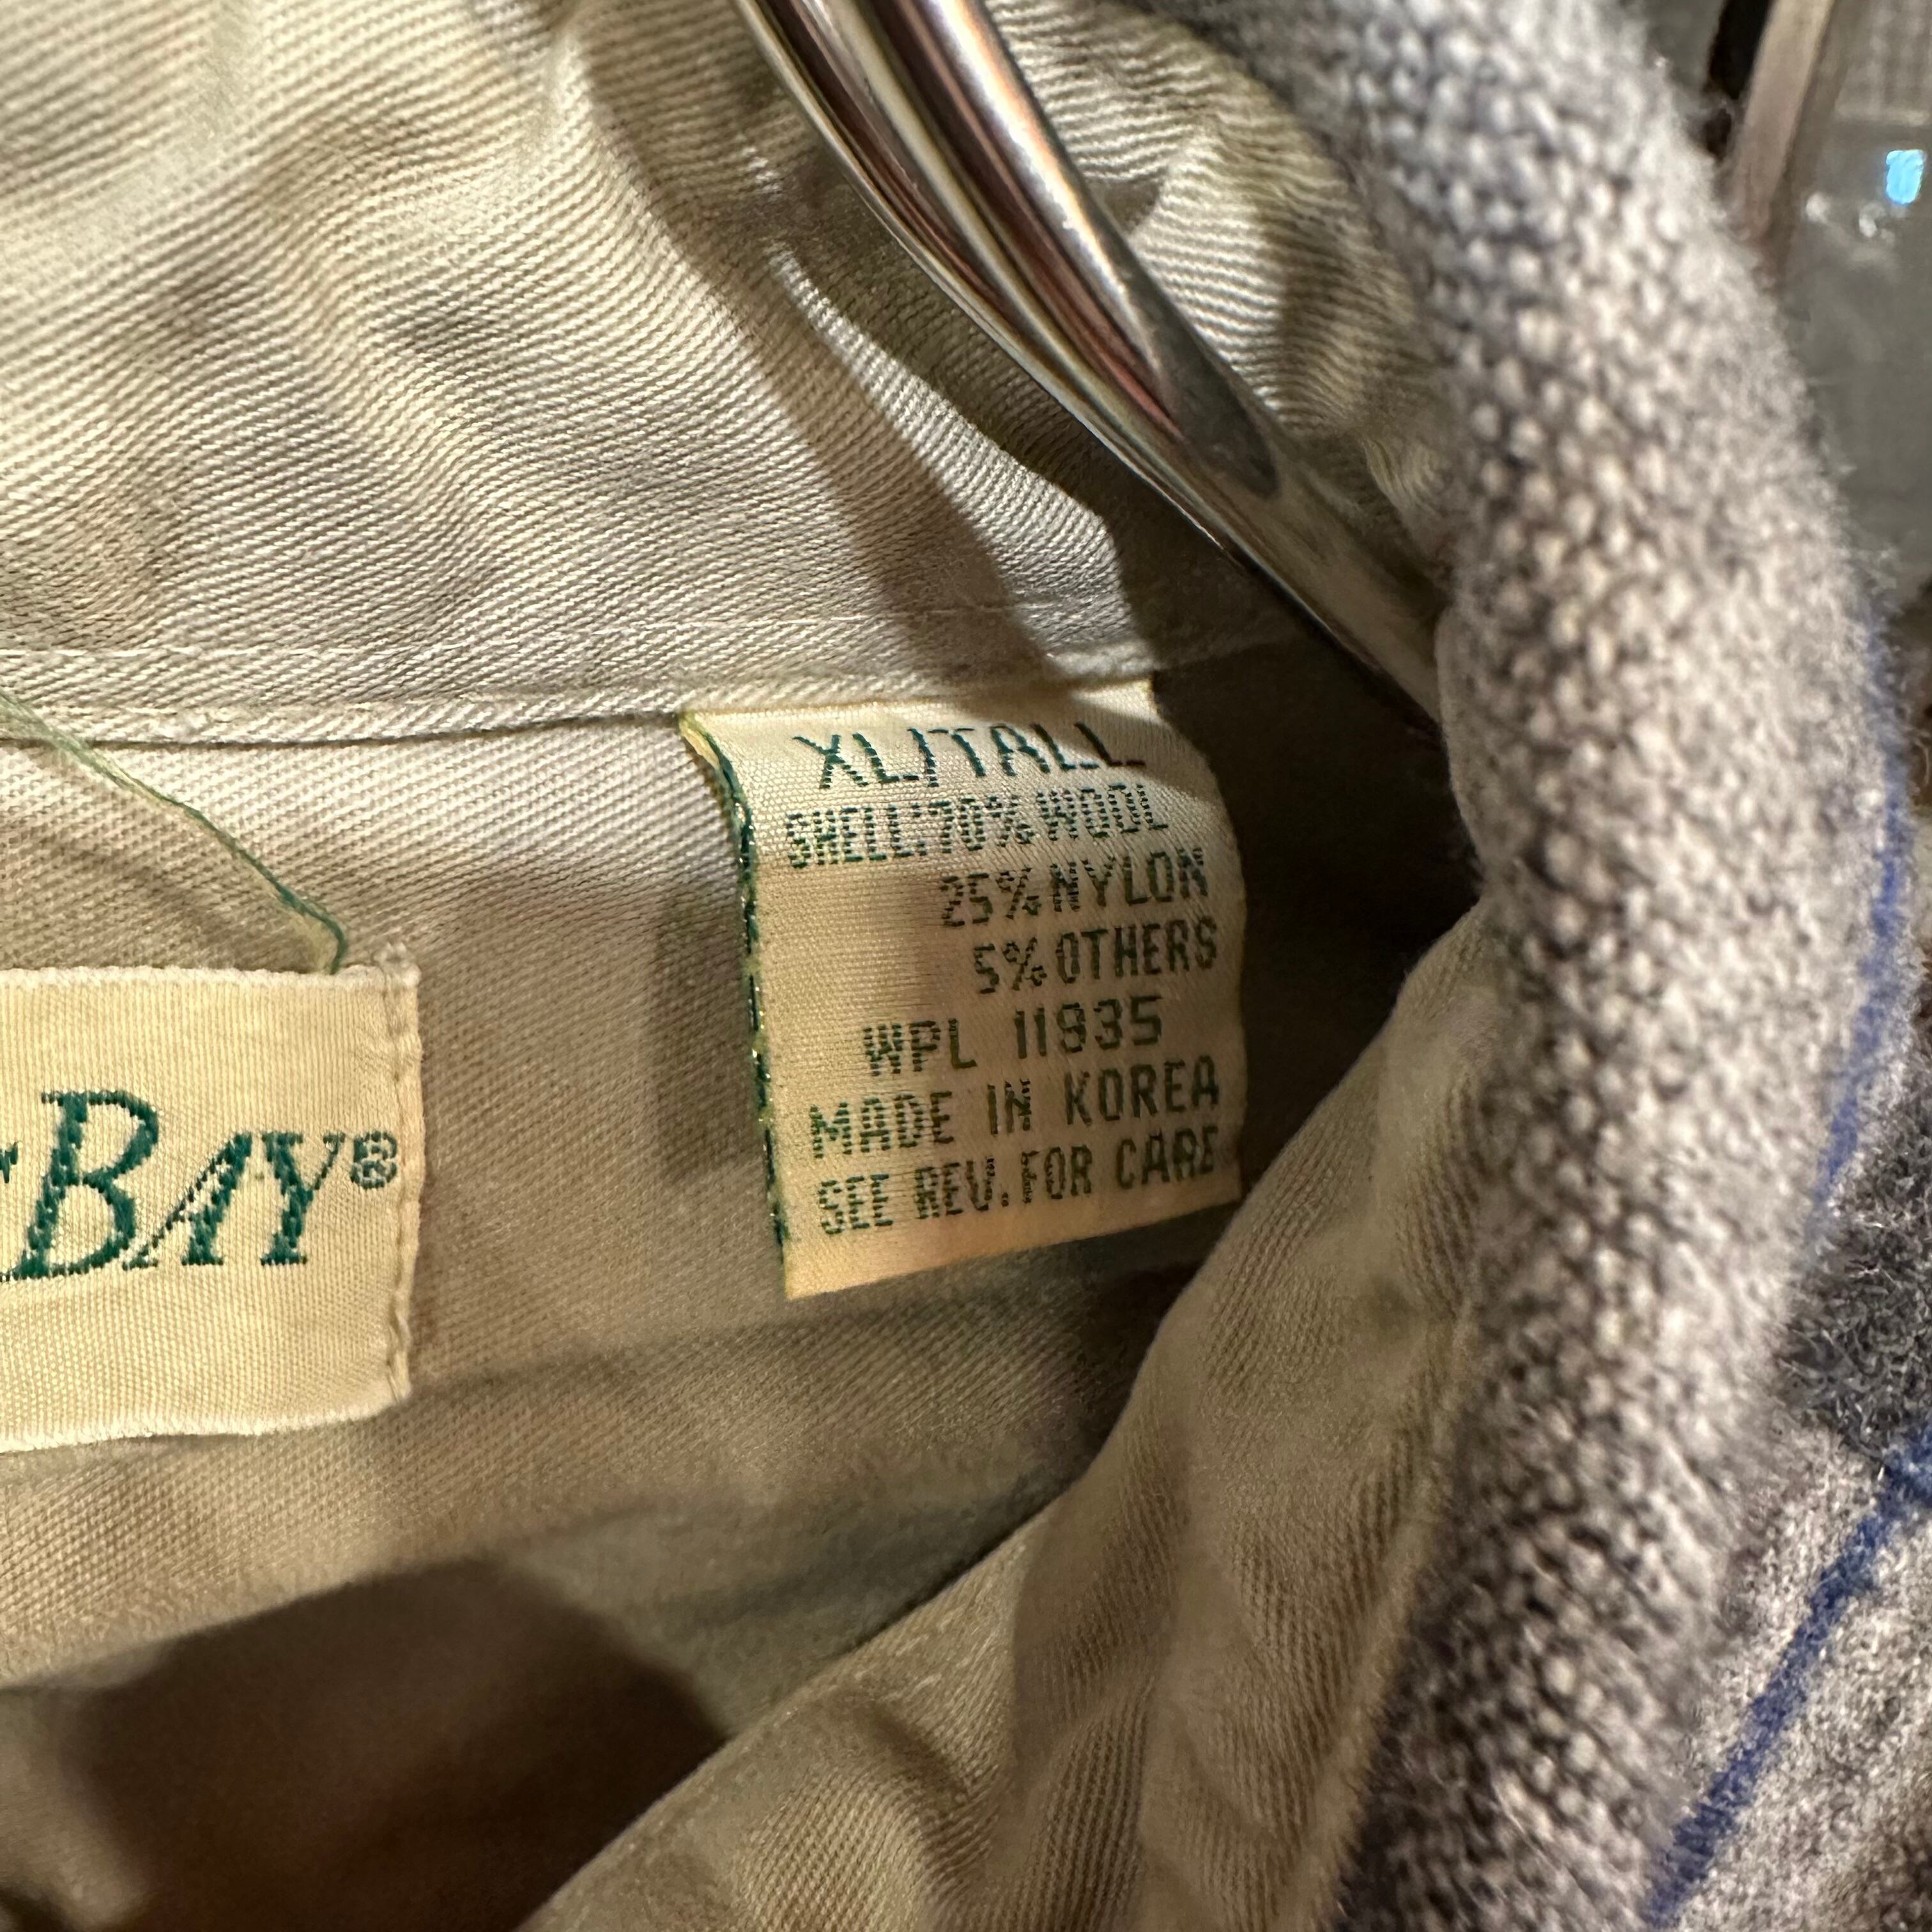 XL/TALL
SHELL:70% WOOL
25% NYLON
5% OTHERS
WPL 11935
MADE IN KOREA
SEE REV. FOR CARE
BAY®